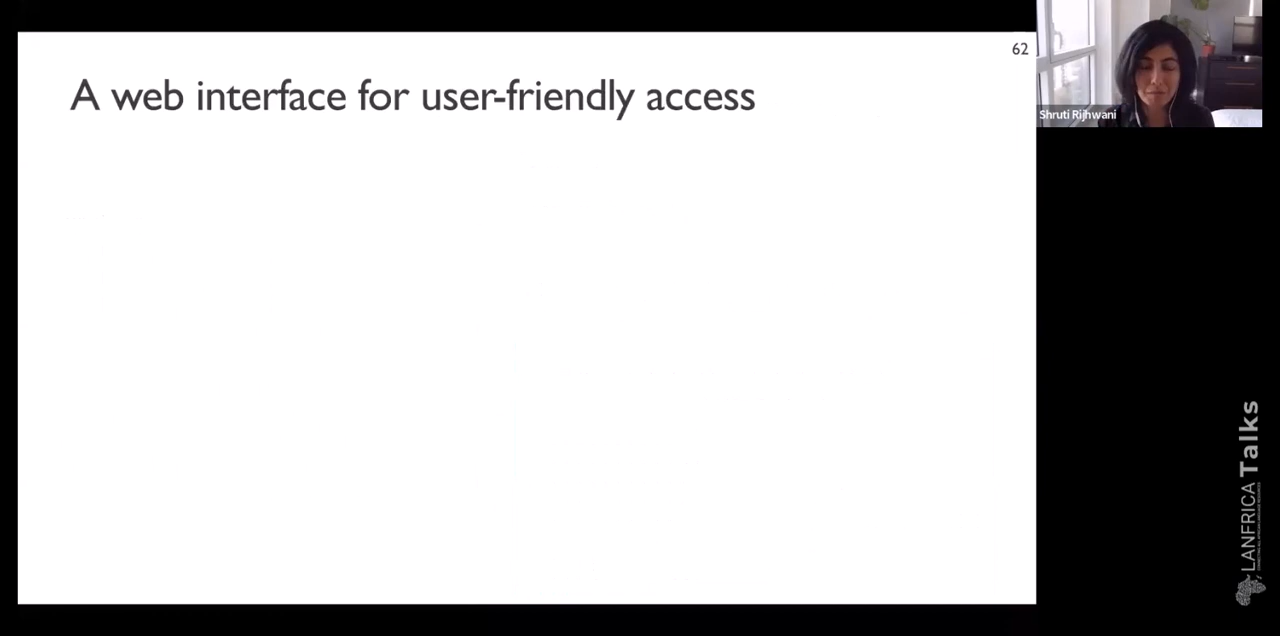 62
A web interface for user-friendly access
Shruti Rijhwani
LANFRICA Talks